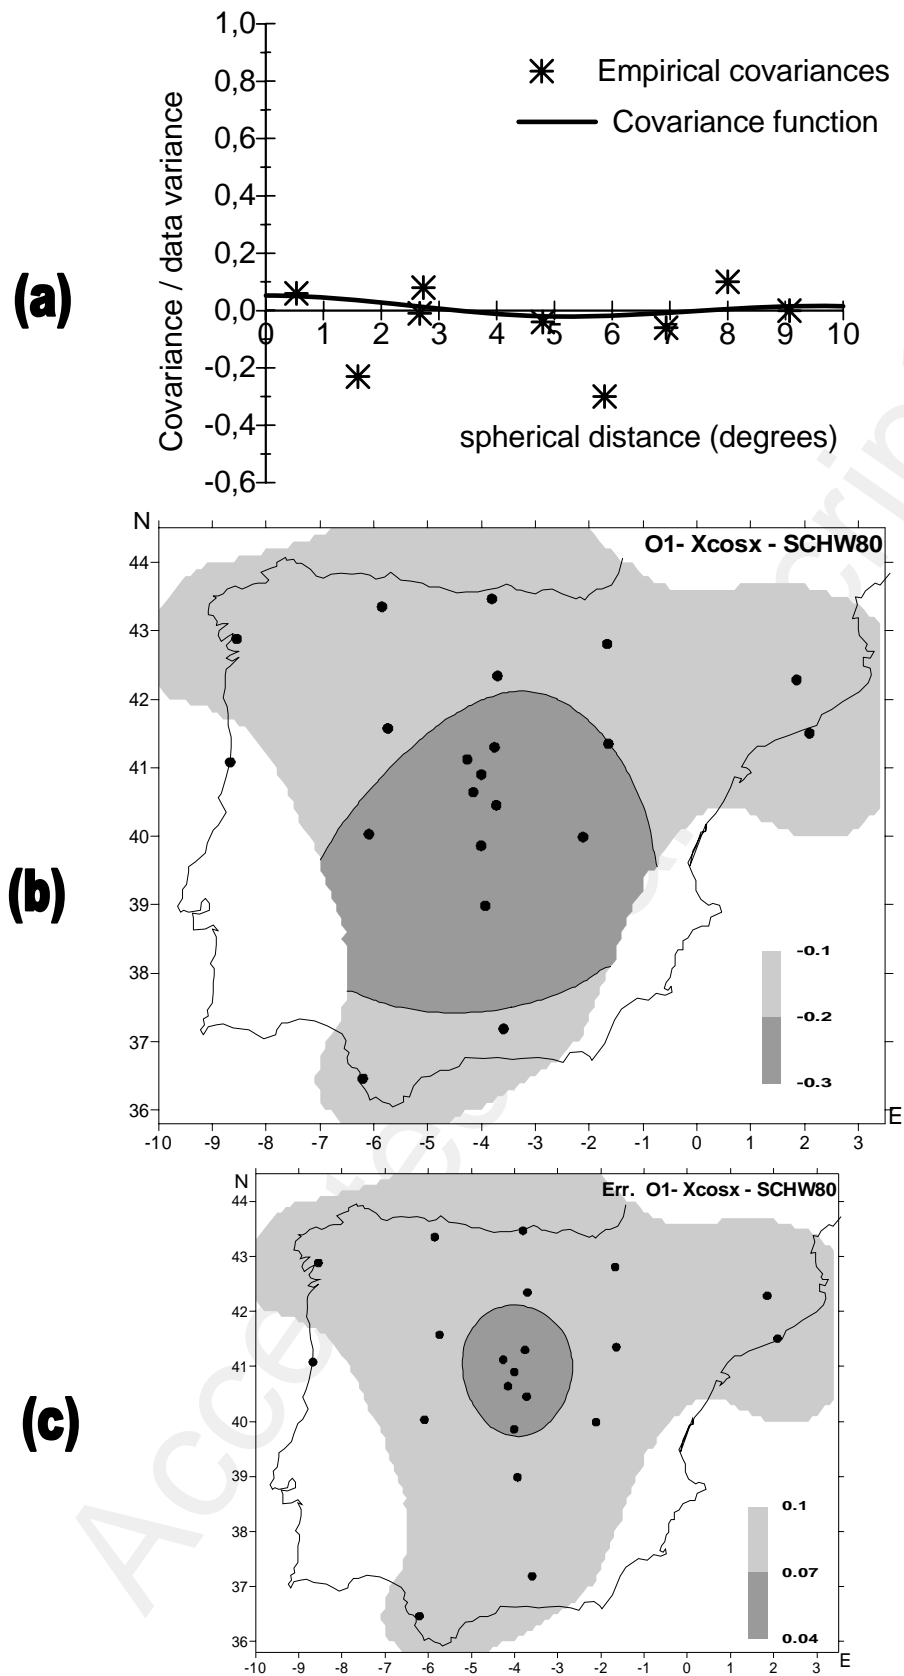 (a)
Covariance / data variance
1,0
0,8
0,6
0,4
0,2
0,0
-0,2
-0,4
-0,6
Empirical covariances
Covariance function
0 1 2 3 4 5 6 7 8 9 10
spherical distance (degrees)
(b)
N
O1- Xcosx - SCHW80
44
43
42
41
40
39
38
37
36
-0.1
-0.2
-0.3
E
-10 -9 -8 -7 -6 -5 -4 -3 -2 -1 0 1 2 3
(c)
N
Err. O1- Xcosx - SCHW80
44
43
42
41
40
39
38
37
36
0.1
0.07
0.04
E
-10 -9 -8 -7 -6 -5 -4 -3 -2 -1 0 1 2 3